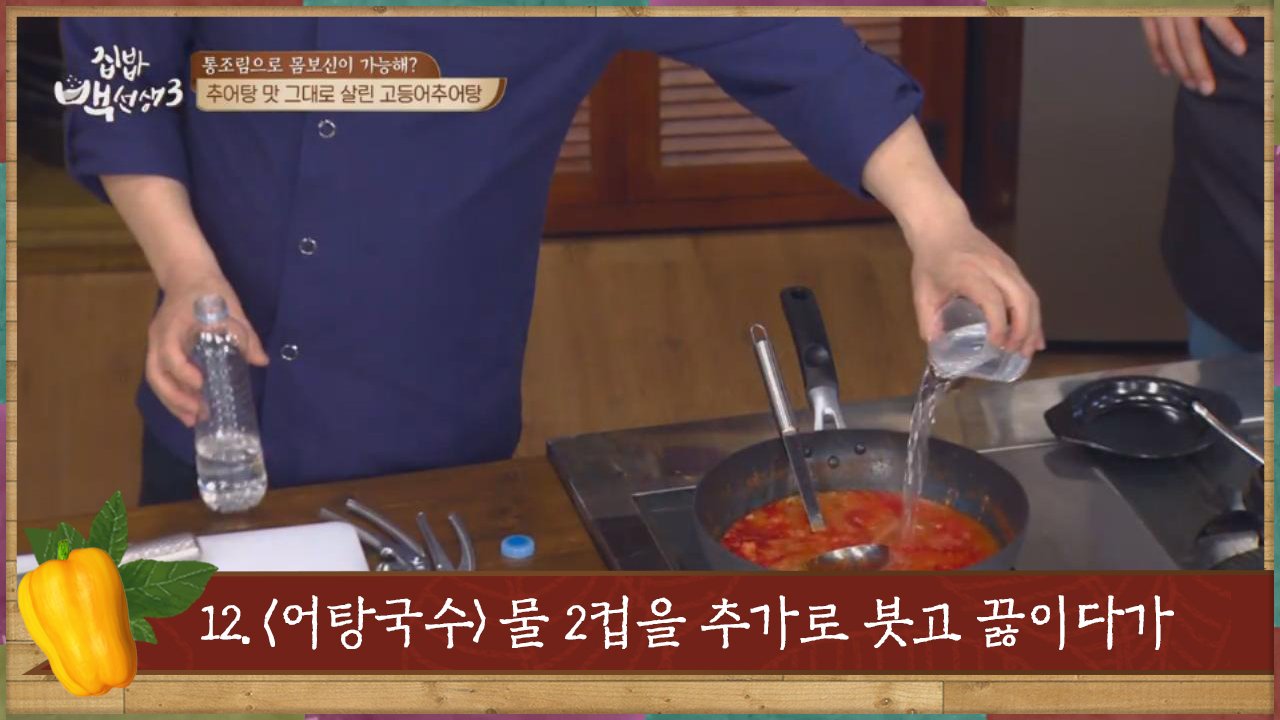 집밥
백선생3
통조림으로 몸보신이 가능해?
추어탕 맛 그대로 살린 고등어추어탕
12. <어탕국수> 물 2컵을 추가로 붓고 끓이다가